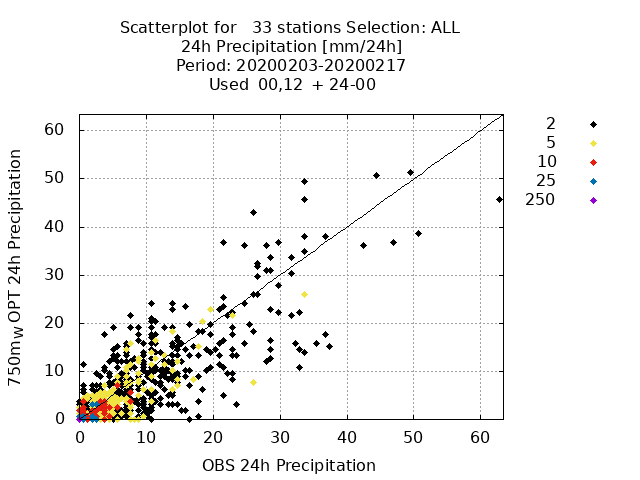 Scatterplot for   33 stations Selection: ALL
24h Precipitation [mm/24h]
Period: 20200203-20200217
Used  00,12  + 24-00
2
5
10
25
250
750mW OPT 24h Precipitation
60
50
40
30
20
10
0
0 10 20 30 40 50 60
OBS 24h Precipitation